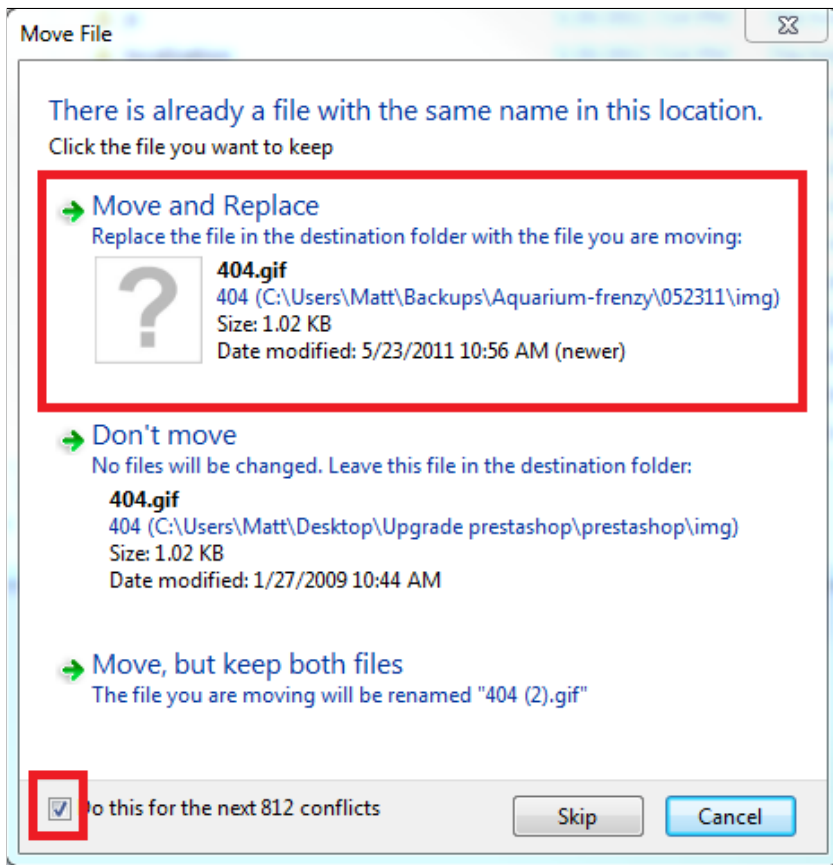 Move File
There is already a file with the same name in this location.
Click the file you want to keep
Move and Replace
Replace the file in the destination folder with the file you are moving:
404.gif
404 (C:\Users\Matt\Backups\Aquarium-frenzy\052311\img)
Size: 1.02 KB
Date modified: 5/23/2011 10:56 AM (newer)
Don't move
No files will be changed. Leave this file in the destination folder:
404.gif
404 (C:\Users\Matt\Desktop\Upgrade prestashop\prestashop\img)
Size: 1.02 KB
Date modified: 1/27/2009 10:44 AM
Move, but keep both files
The file you are moving will be renamed "404 (2).gif"
Do this for the next 812 conflicts
Skip
Cancel